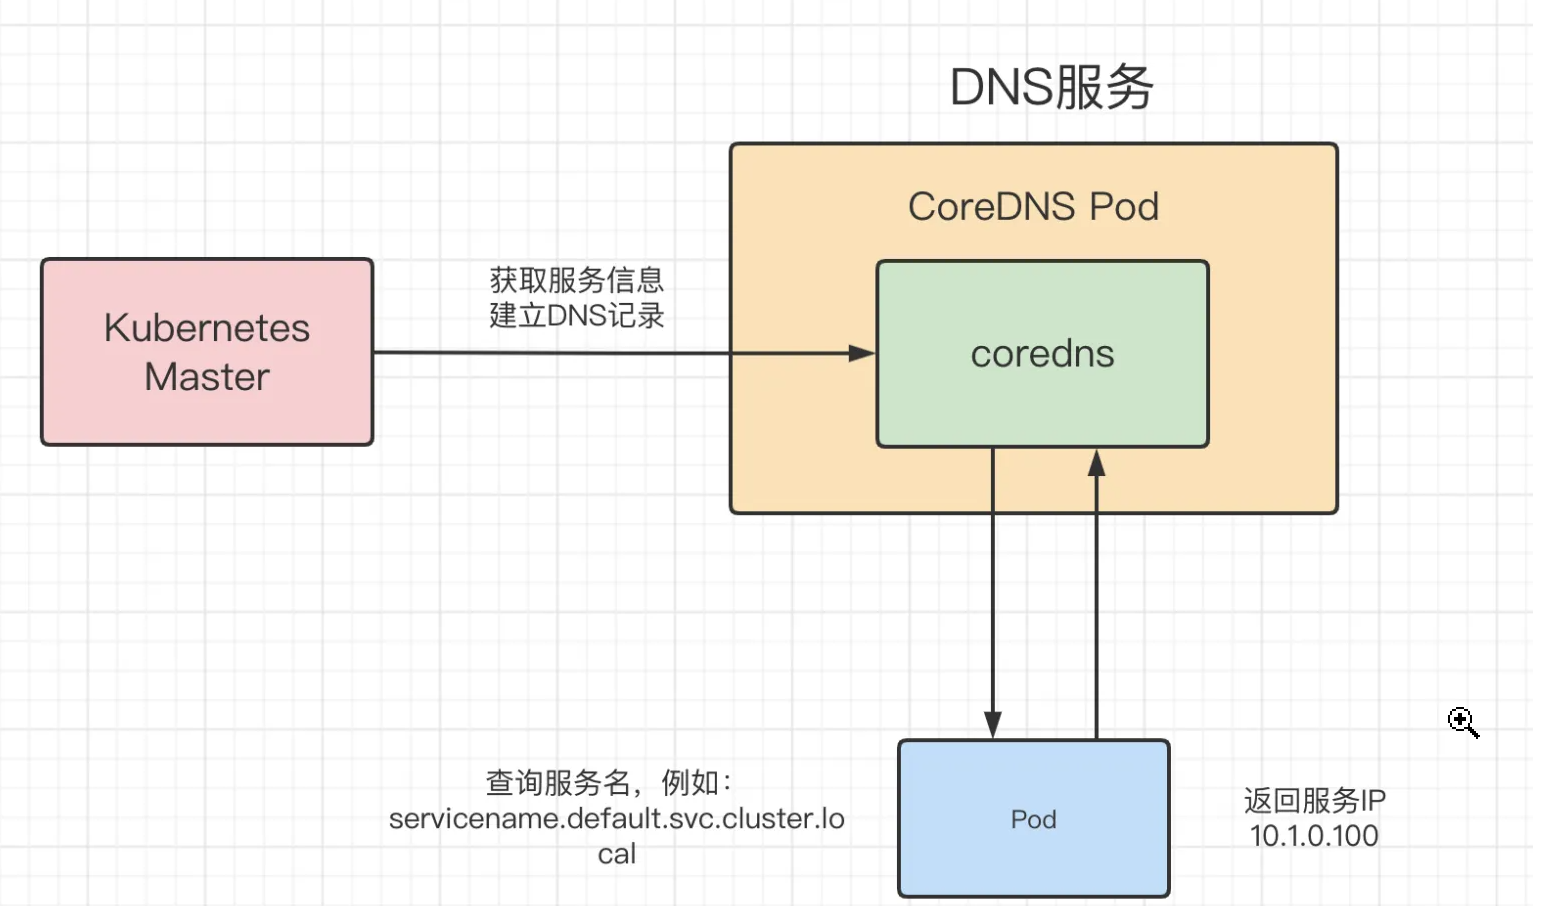 DNS服务
CoreDNS Pod
获取服务信息
建立DNS记录
Kubernetes
Master
coredns
查询服务名，例如：
servicename.default.svc.cluster.lo
cal
Pod
返回服务IP
10.1.0.100